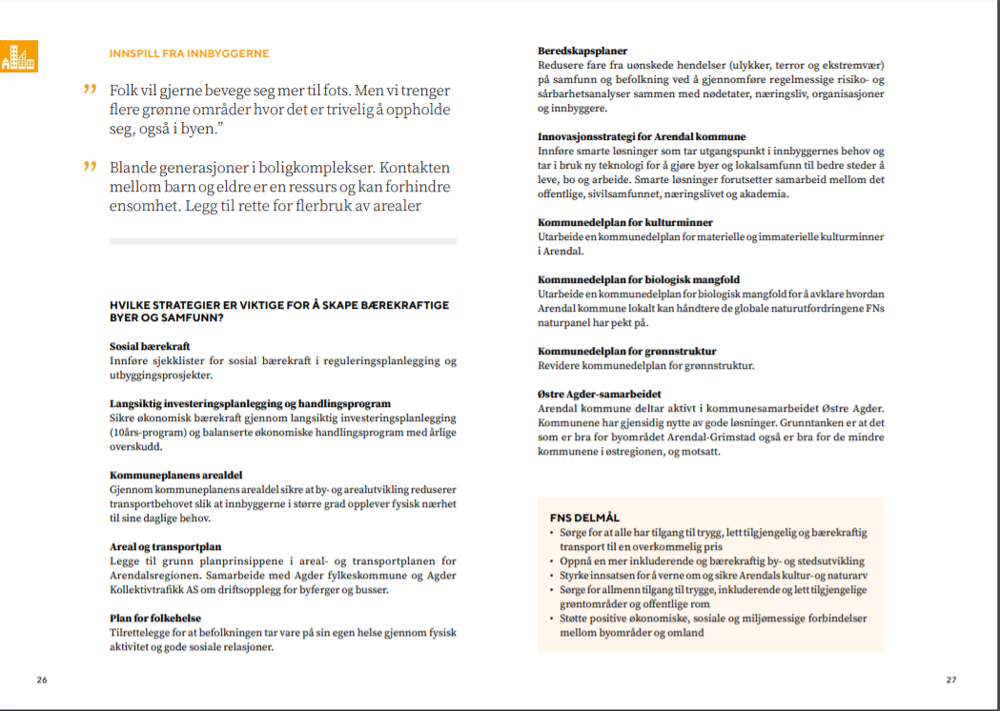 INNSPILL FRA INNBYGGERNE
” Folk vil gjerne bevege seg mer til fots. Men vi trenger
flere grønne områder hvor det er trivelig å oppholde
seg, også i byen.”
” Blande generasjoner i boligkomplekser. Kontakten
mellom barn og eldre er en ressurs og kan forhindre
ensomhet. Legg til rette for flerbruk av arealer
HVILKE STRATEGIER ER VIKTIGE FOR Å SKAPE BÆREKRAFTIGE
BYER OG SAMFUNN?
Sosial bærekraft
Innføre sjekklister for sosial bærekraft i reguleringsplanlegging og
utbyggingsprosjekter.
Langsiktig investeringsplanlegging og handlingsprogram
Sikre økonomisk bærekraft gjennom langsiktig investeringsplanlegging
(10års-program) og balanserte økonomiske handlingsprogram med årlige
overskudd.
Kommuneplanens arealdel
Gjennom kommuneplanens arealdel sikre at by- og arealutvikling reduserer
transportbehovet slik at innbyggerne i større grad opplever fysisk nærhet
til sine daglige behov.
Areal og transportplan
Legge til grunn planprinsippene i areal- og transportplanen for
Arendalsregionen. Samarbeide med Agder fylkeskommune og Agder
Kollektivtrafikk AS om driftsopplegg for byferger og busser.
Plan for folkehelse
Tilrettelegge for at befolkningen tar vare på sin egen helse gjennom fysisk
aktivitet og gode sosiale relasjoner.
26
Beredskapsplaner
Redusere fare fra uønskede hendelser (ulykker, terror og ekstremvær)
på samfunn og befolkning ved å gjennomføre regelmessige risiko- og
sårbarhetsanalyser sammen med nødetater, næringsliv, organisasjoner
og innbyggere.
Innovasjonsstrategi for Arendal kommune
Innføre smarte løsninger som tar utgangspunkt i innbyggernes behov og
tar i bruk ny teknologi for å gjøre byer og lokalsamfunn til bedre steder å
leve, bo og arbeide. Smarte løsninger forutsetter samarbeid mellom det
offentlige, sivilsamfunnet, næringslivet og akademia.
Kommunedelplan for kulturminner
Utarbeide en kommunedelplan for materielle og immaterielle kulturminner
i Arendal.
Kommunedelplan for biologisk mangfold
Utarbeide en kommunedelplan for biologisk mangfold for å avklare hvordan
Arendal kommune lokalt kan håndtere de globale naturutfordringene FNs
naturpanel har pekt på.
Kommunedelplan for grønnstruktur
Revidere kommunedelplan for grønnstruktur.
Østre Agder-samarbeidet
Arendal kommune deltar aktivt i kommunesamarbeidet Østre Agder.
Kommunene har gjensidig nytte av gode løsninger. Grunntanken er at det
som er bra for byområdet Arendal-Grimstad også er bra for de mindre
kommunene i østregionen, og motsatt.
FNS DELMÅL
• Sørge for at alle har tilgang til trygg, lett tilgjengelig og bærekraftig
transport til en overkommelig pris
• Oppnå en mer inkluderende og bærekraftig by- og stedsutvikling
• Styrke innsatsen for å verne om og sikre Arendals kultur- og naturarv
• Sørge for allmenn tilgang til trygge, inkluderende og lett tilgjengelige
grøntområder og offentlige rom
• Støtte positive økonomiske, sosiale og miljømessige forbindelser
mellom byområder og omland
27